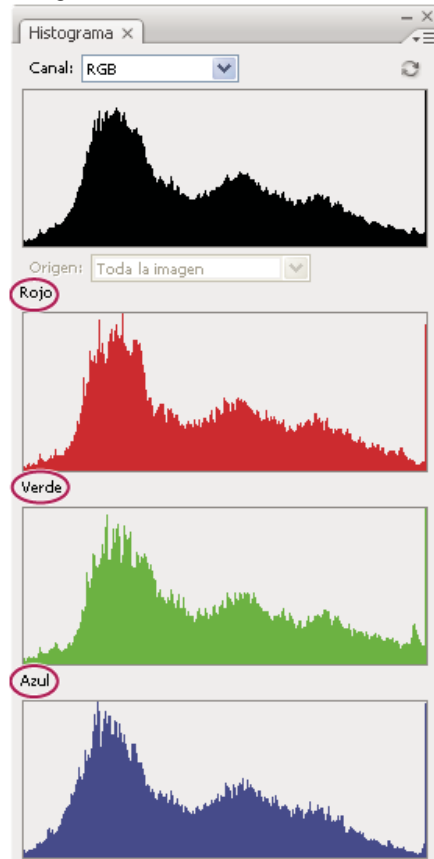 Histograma
Canal: RGB
Origen: Toda la imagen
Rojo
Verde
Azul